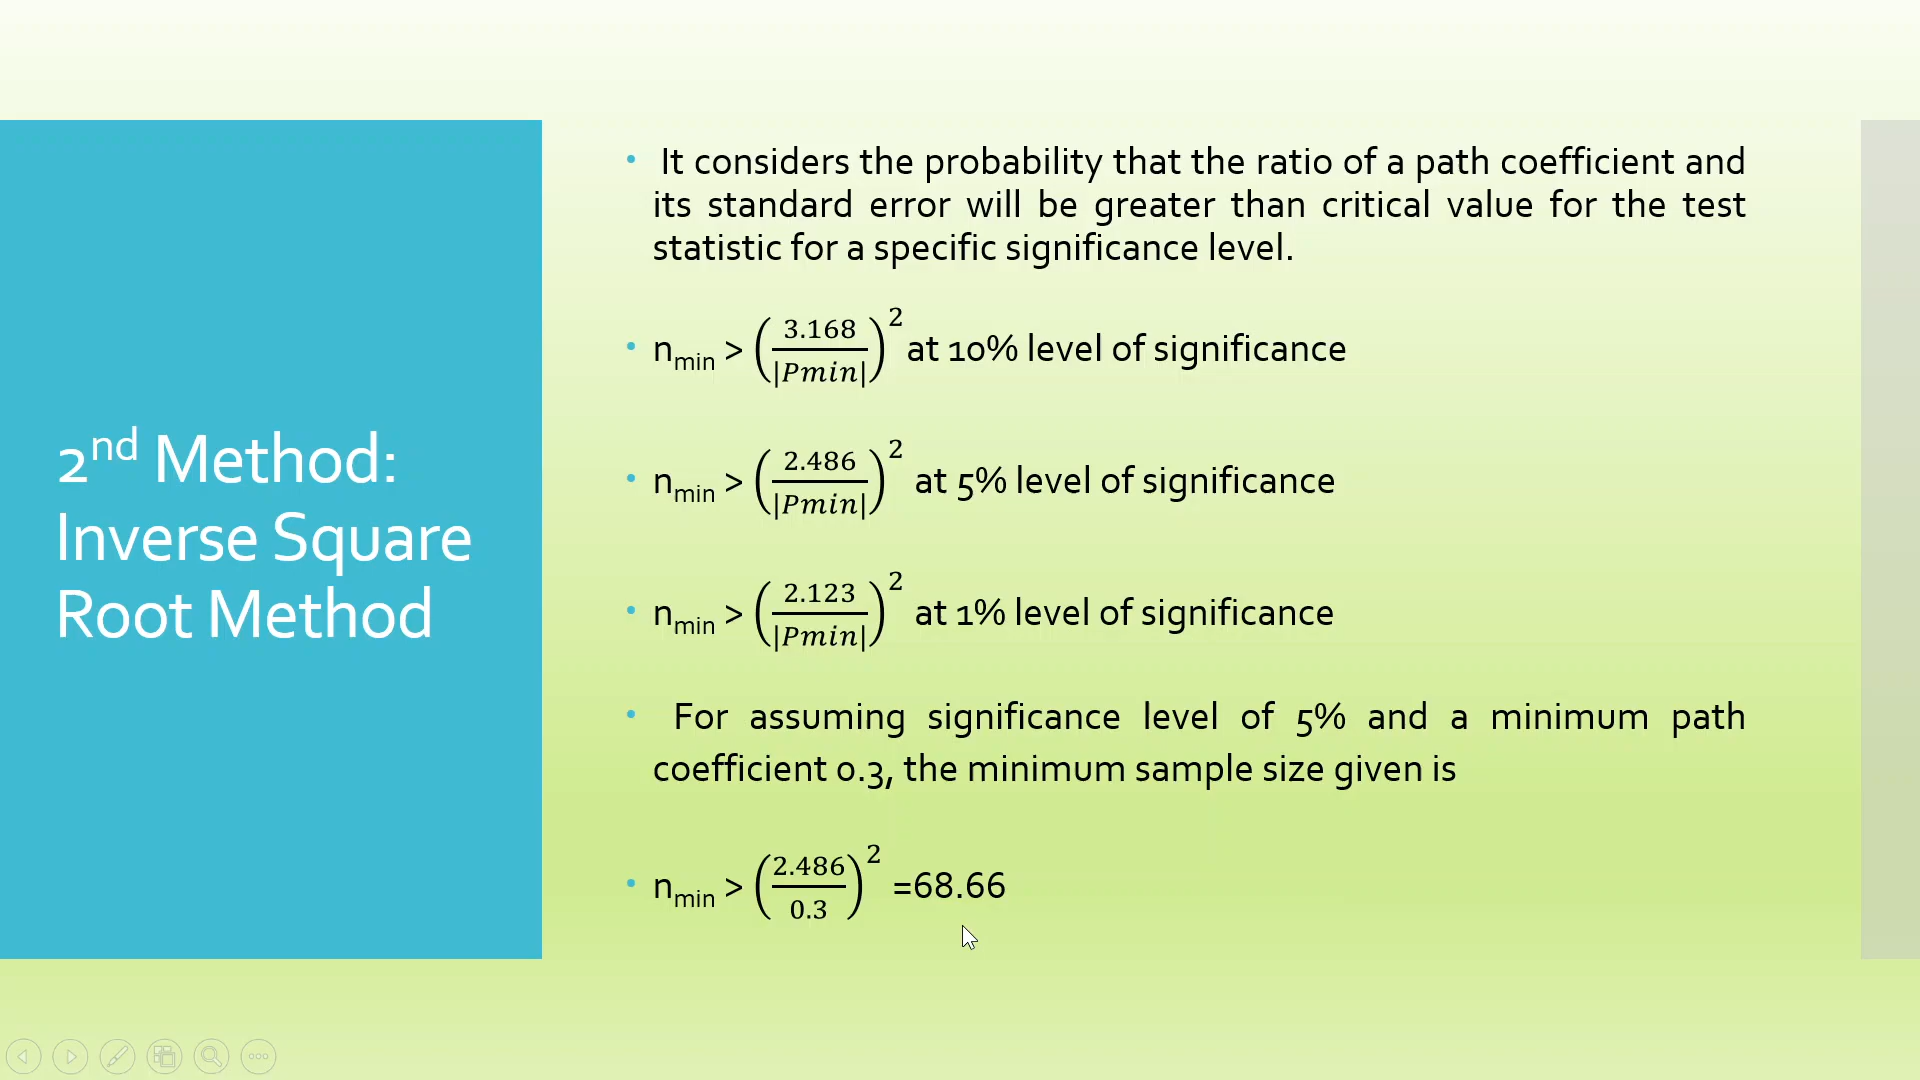 2nd Method:
Inverse Square
Root Method
• It considers the probability that the ratio of a path coefficient and
its standard error will be greater than critical value for the test
statistic for a specific significance level.
• nmin > (3.168/|Pmin|)² at 10% level of significance
• nmin > (2.486/|Pmin|)² at 5% level of significance
• nmin > (2.123/|Pmin|)² at 1% level of significance
• For assuming significance level of 5% and a minimum path
coefficient 0.3, the minimum sample size given is
• nmin > (2.486/0.3)² =68.66